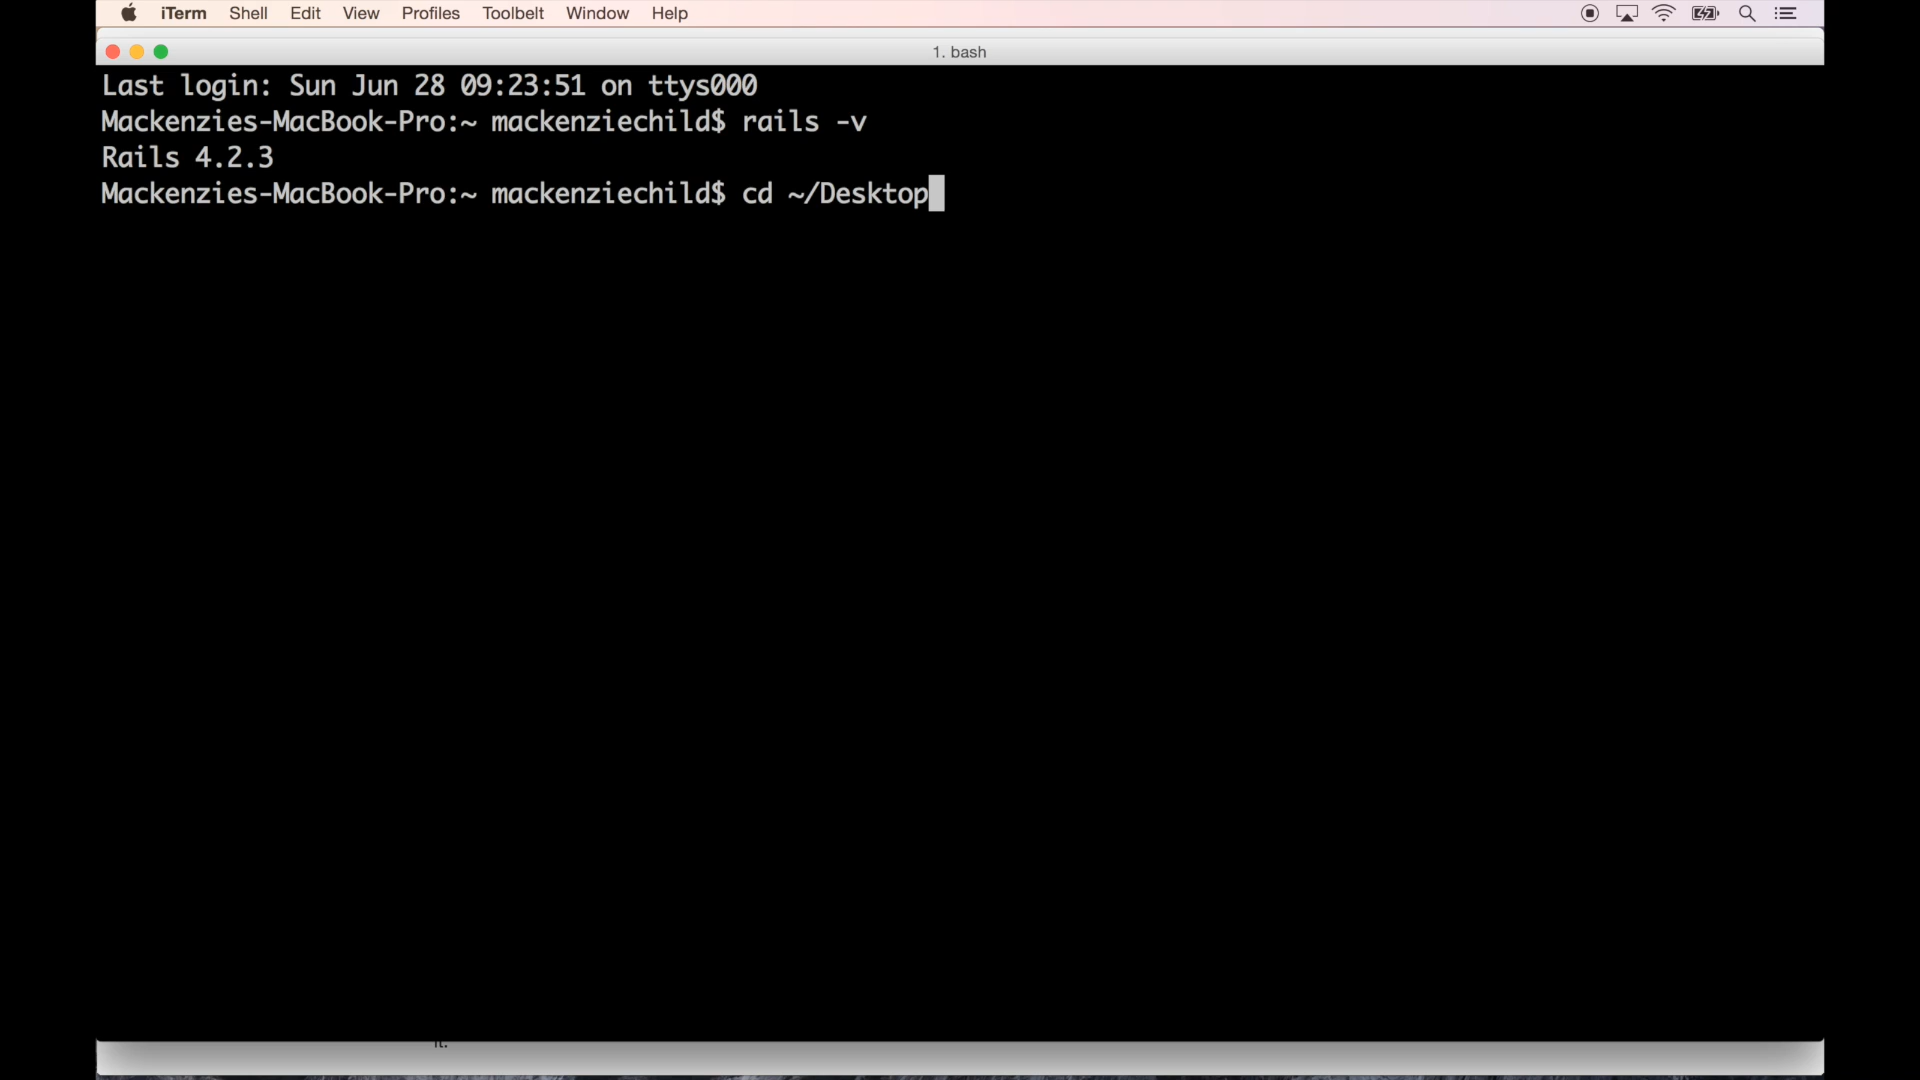 iTerm Shell Edit View Profiles Toolbelt Window Help
1. bash
Last login: Sun Jun 28 09:23:51 on ttys000
Mackenzies-MacBook-Pro:~ mackenziechild$ rails -v
Rails 4.2.3
Mackenzies-MacBook-Pro:~ mackenziechild$ cd ~/Desktop
it.